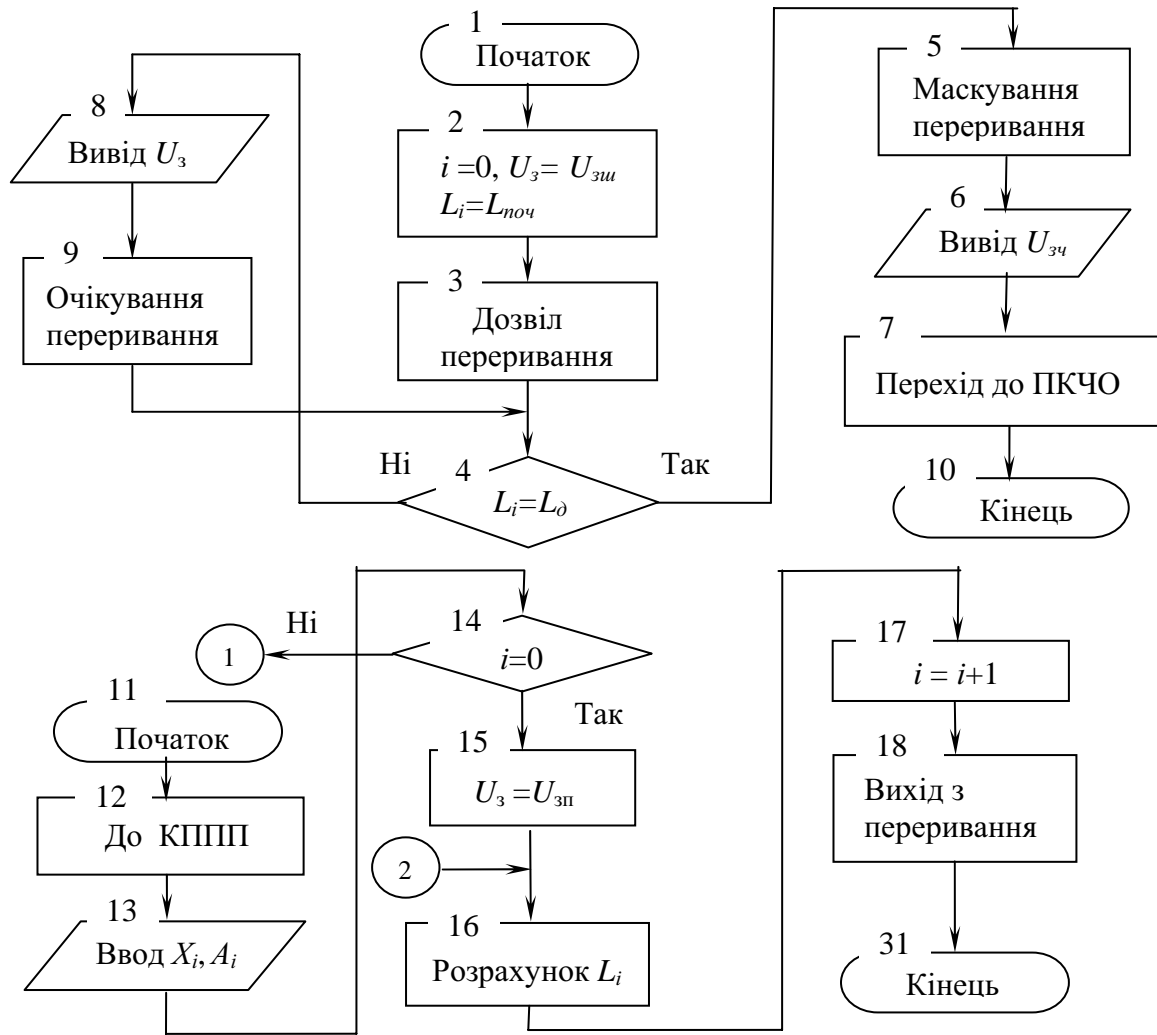 1
Початок
2
i =0, Uз= Uзш
Li=Lпоч
3
Дозвіл
переривання
4
Ні
Так
Li=Lд
5
Маскування
переривання
6
Вивід Uзч
7
Перехід до ПКЧО
10
Кінець
8
Вивід Uз
9
Очікування
переривання
11
Початок
12
До КППП
13
Ввод Xi, Ai
14
Ні
1
i=0
Так
15
Uз =Uзп
2
16
Розрахунок Li
17
i = i+1
18
Вихід з
переривання
31
Кінець